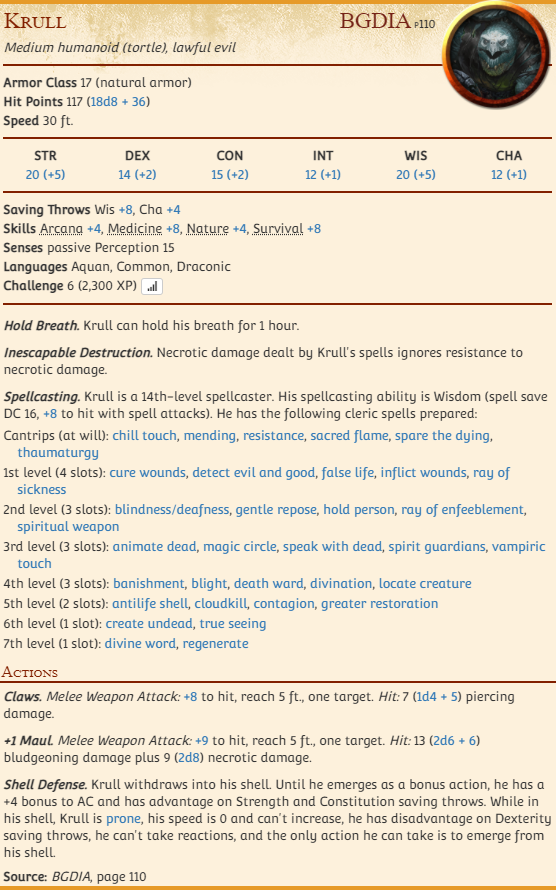 Krull BGDIA P110
Medium humanoid (tortle), lawful evil
Armor Class 17 (natural armor)
Hit Points 117 (18d8 + 36)
Speed 30 ft.
STR DEX CON INT WIS CHA
20 (+5) 14 (+2) 15 (+2) 12 (+1) 20 (+5) 12 (+1)
Saving Throws Wis +8, Cha +4
Skills Arcana +4, Medicine +8, Nature +4, Survival +8
Senses passive Perception 15
Languages Aquan, Common, Draconic
Challenge 6 (2,300 XP)
Hold Breath. Krull can hold his breath for 1 hour.
Inescapable Destruction. Necrotic damage dealt by Krull's spells ignores resistance to
necrotic damage.
Spellcasting. Krull is a 14th-level spellcaster. His spellcasting ability is Wisdom (spell save
DC 16, +8 to hit with spell attacks). He has the following cleric spells prepared:
Cantrips (at will): chill touch, mending, resistance, sacred flame, spare the dying,
thaumaturgy
1st level (4 slots): cure wounds, detect evil and good, false life, inflict wounds, ray of
sickness
2nd level (3 slots): blindness/deafness, gentle repose, hold person, ray of enfeeblement,
spiritual weapon
3rd level (3 slots): animate dead, magic circle, speak with dead, spirit guardians, vampiric
touch
4th level (3 slots): banishment, blight, death ward, divination, locate creature
5th level (2 slots): antilife shell, cloudkill, contagion, greater restoration
6th level (1 slot): create undead, true seeing
7th level (1 slot): divine word, regenerate
Actions
Claws. Melee Weapon Attack: +8 to hit, reach 5 ft., one target. Hit: 7 (1d4 + 5) piercing
damage.
+1 Maul. Melee Weapon Attack: +9 to hit, reach 5 ft., one target. Hit: 13 (2d6 + 6)
bludgeoning damage plus 9 (2d8) necrotic damage.
Shell Defense. Krull withdraws into his shell. Until he emerges as a bonus action, he has a
+4 bonus to AC and has advantage on Strength and Constitution saving throws. While in
his shell, Krull is prone, his speed is 0 and can't increase, he has disadvantage on Dexterity
saving throws, he can't take reactions, and the only action he can take is to emerge from
his shell.
Source: BGDIA, page 110